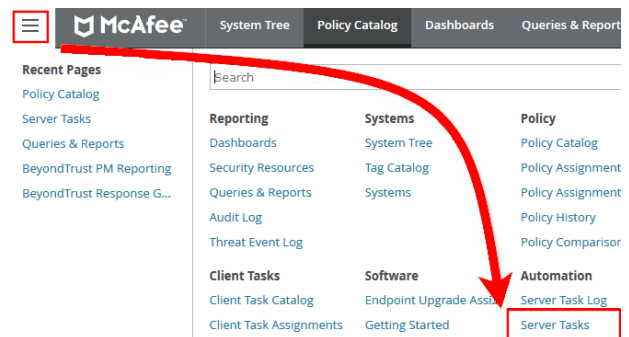 McAfee™ System Tree Policy Catalog Dashboards Queries & Report
Recent Pages
Policy Catalog
Server Tasks
Queries & Reports
BeyondTrust PM Reporting
BeyondTrust Response G...
Search
Reporting
Dashboards
Security Resources
Queries & Reports
Audit Log
Threat Event Log
Systems
System Tree
Tag Catalog
Systems
Policy
Policy Catalog
Policy Assignment
Policy Assignment
Policy History
Policy Comparison
Client Tasks
Client Task Catalog
Client Task Assignments
Software
Endpoint Upgrade Assi...
Getting Started
Automation
Server Task Log
Server Tasks